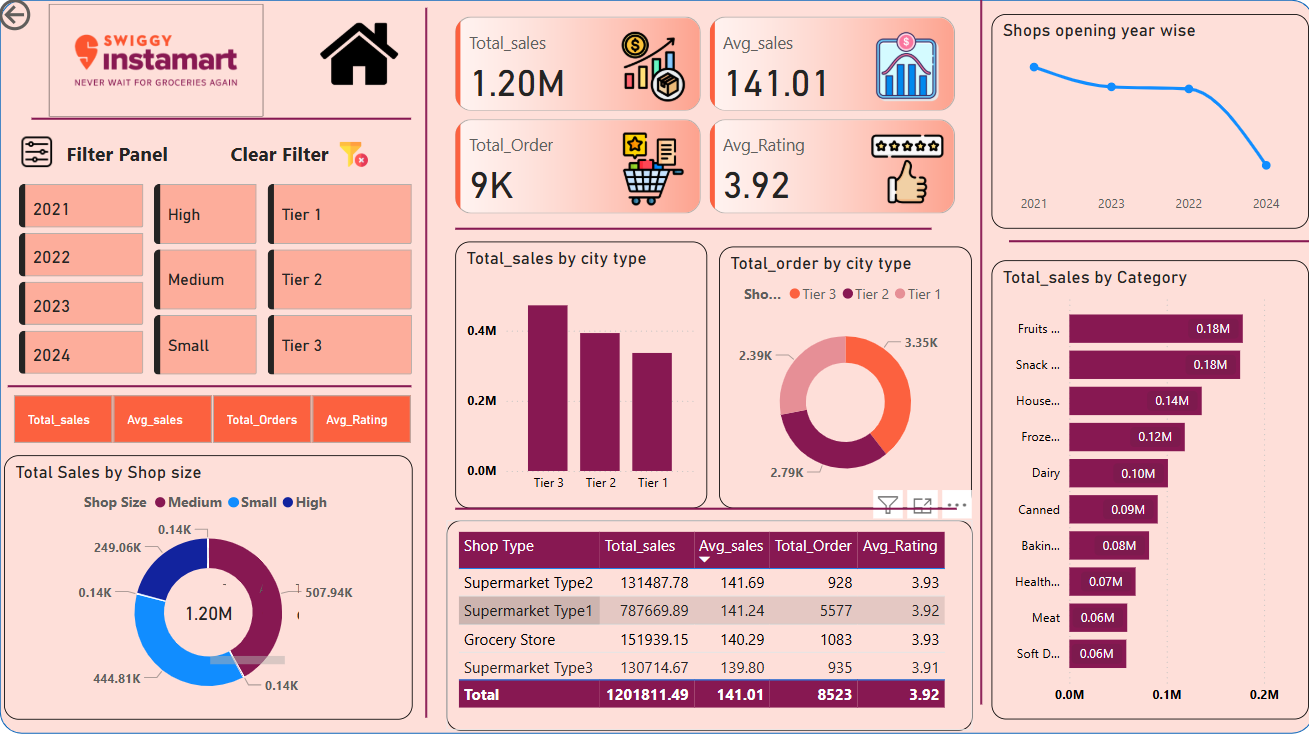 SWIGGY
instamart
NEVER WAIT FOR GROCERIES AGAIN
Filter Panel
Clear Filter
2021
2022
2023
2024
High
Medium
Small
Tier 1
Tier 2
Tier 3
Total_sales
Avg_sales
Total_Orders
Avg_Rating
Total Sales by Shop size
Shop Size Medium Small High
0.14K
249.06K
0.14K
507.94K
1.20M
444.81K
0.14K
Total_sales
1.20M
Avg_sales
141.01
Total_Order
9K
Avg_Rating
3.92
Total_sales by city type
0.4M
0.2M
0.0M
Tier 3 Tier 2 Tier 1
Total_order by city type
Sho... Tier 3 Tier 2 Tier 1
3.35K
2.39K
2.79K
Shop Type Total_sales Avg_sales Total_Order Avg_Rating
Supermarket Type2 131487.78 141.69 928 3.93
Supermarket Type1 787669.89 141.24 5577 3.92
Grocery Store 151939.15 140.29 1083 3.93
Supermarket Type3 130714.67 139.80 935 3.91
Total 1201811.49 141.01 8523 3.92
Shops opening year wise
2021 2023 2022 2024
Total_sales by Category
Fruits ... 0.18M
Snack ... 0.18M
House... 0.14M
Froze... 0.12M
Dairy 0.10M
Canned 0.09M
Bakin... 0.08M
Health... 0.07M
Meat 0.06M
Soft D... 0.06M
0.0M 0.1M 0.2M